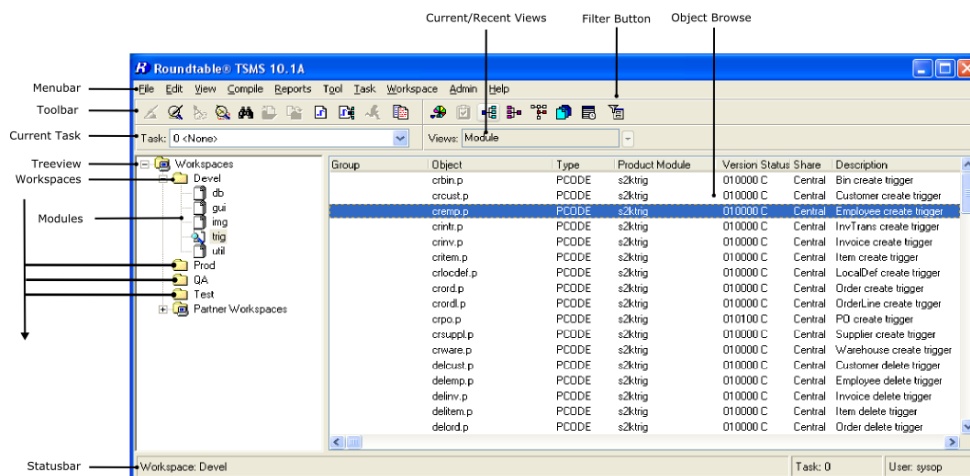 Current/Recent Views
Filter Button
Object Browse
Roundtable® TSMS 10.1A
Menubar
File Edit View Compile Reports Tool Task Workspace Admin Help
Toolbar
Current Task
Task: 0 <None>
Views: Module
Treeview
Workspaces
Workspaces
Devel
db
gui
Modules
img
trig
util
Prod
QA
Test
Partner Workspaces
Group Object Type Product Module Version Status Share Description
crbin.p PCODE s2ktrig 010000 C Central Bin create trigger
crcust.p PCODE s2ktrig 010000 C Central Customer create trigger
cremp.p PCODE s2ktrig 010000 C Central Employee create trigger
crintr.p PCODE s2ktrig 010000 C Central InvTrans create trigger
crinv.p PCODE s2ktrig 010000 C Central Invoice create trigger
critem.p PCODE s2ktrig 010000 C Central Item create trigger
crlocdef.p PCODE s2ktrig 010000 C Central LocalDef create trigger
crord.p PCODE s2ktrig 010000 C Central Order create trigger
crordl.p PCODE s2ktrig 010000 C Central OrderLine create trgger
crpo.p PCODE s2ktrig 010100 C Central PO create trigger
crsuppl.p PCODE s2ktrig 010000 C Central Supplier create trigger
crware.p PCODE s2ktrig 010000 C Central Warehouse create trigger
delcust.p PCODE s2ktrig 010000 C Central Customer delete trigger
delemp.p PCODE s2ktrig 010000 C Central Employee delete trigger
delinv.p PCODE s2ktrig 010000 C Central Invoice delete trigger
delitem.p PCODE s2ktrig 010000 C Central Item delete trigger
delord.p PCODE s2ktrig 010000 C Central Order delete trigger
Statusbar
Workspace: Devel
Task: 0
User: sysop